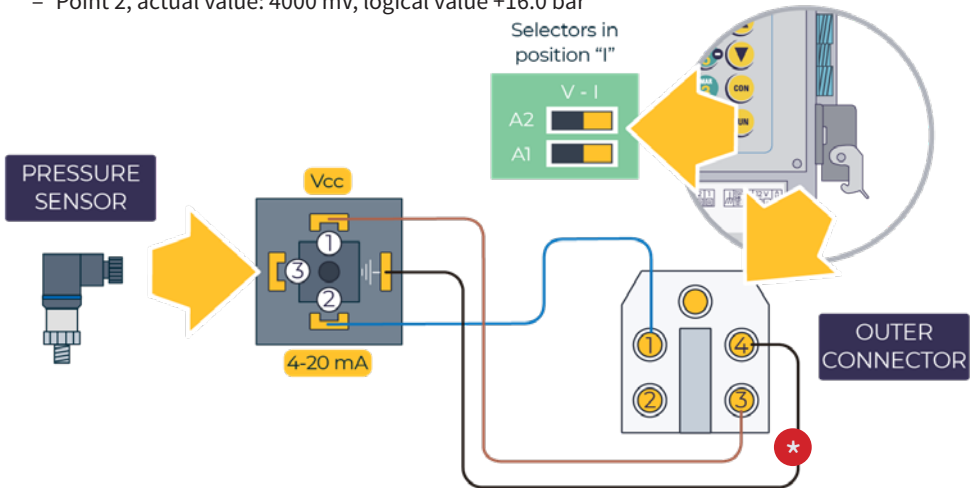 – Point 2, actual value: 4000 mV, logical value +16.0 bar
Selectors in
position “I”
V - I
A2
A1
CON
UN
PRESSURE
SENSOR
Vcc
1
3
2
4-20 mA
1
4
2
3
OUTER
CONNECTOR
*